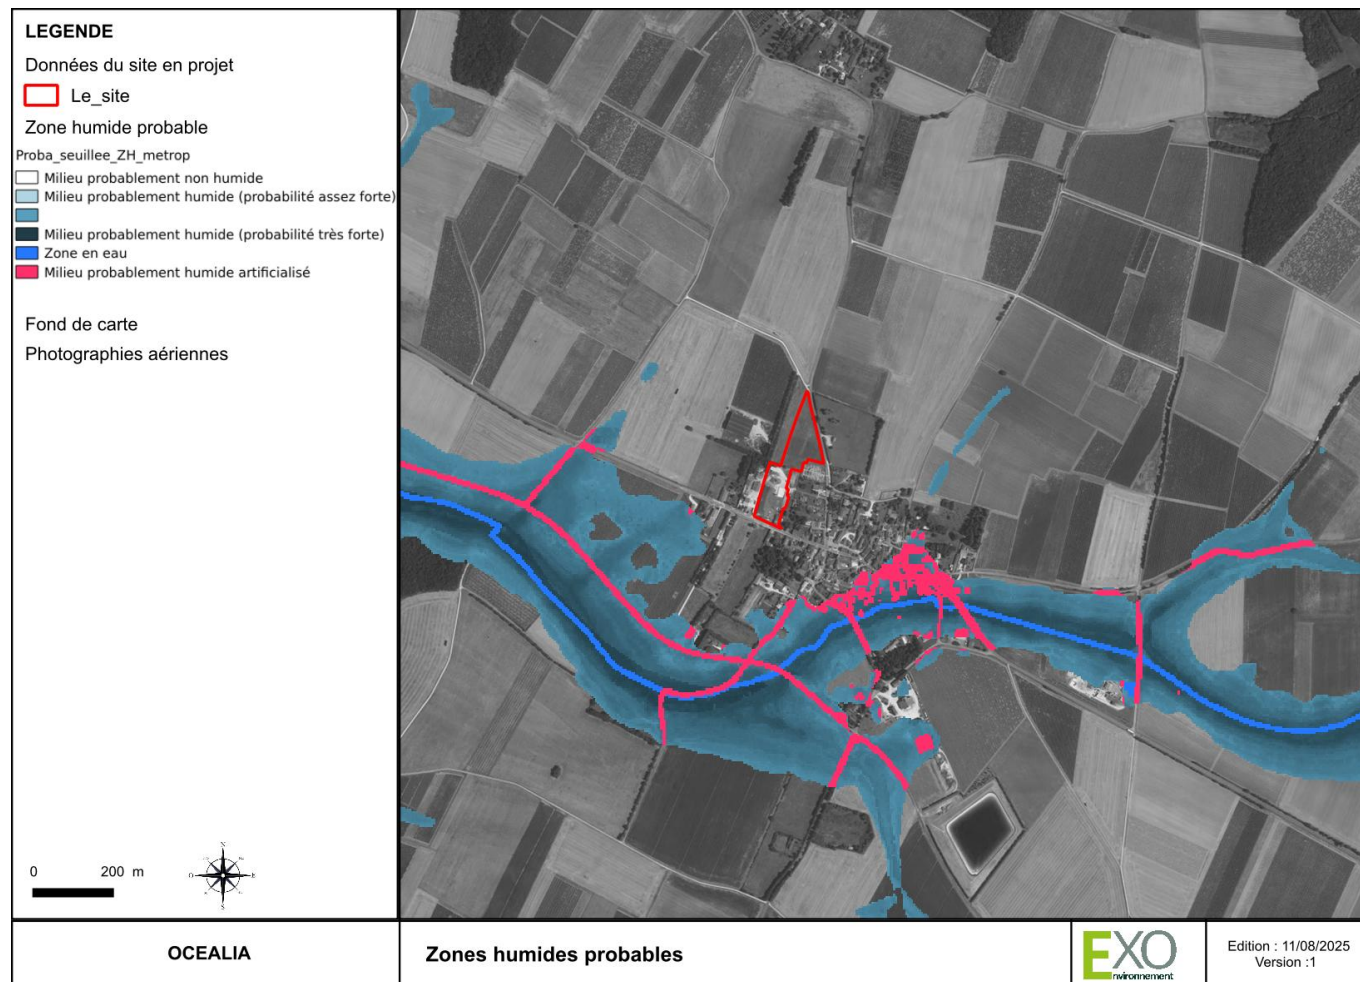 LEGENDE
Données du site en projet
Le_site
Zone humide probable
Proba_seuillee_ZH_metrop
Milieu probablement non humide
Milieu probablement humide (probabilité assez forte)
Milieu probablement humide (probabilité très forte)
Zone en eau
Milieu probablement humide artificialisé
Fond de carte
Photographies aériennes
N
O
E
S
0 200 m
OCEALIA
Zones humides probables
EXO
nvironnement
Edition : 11/08/2025
Version :1